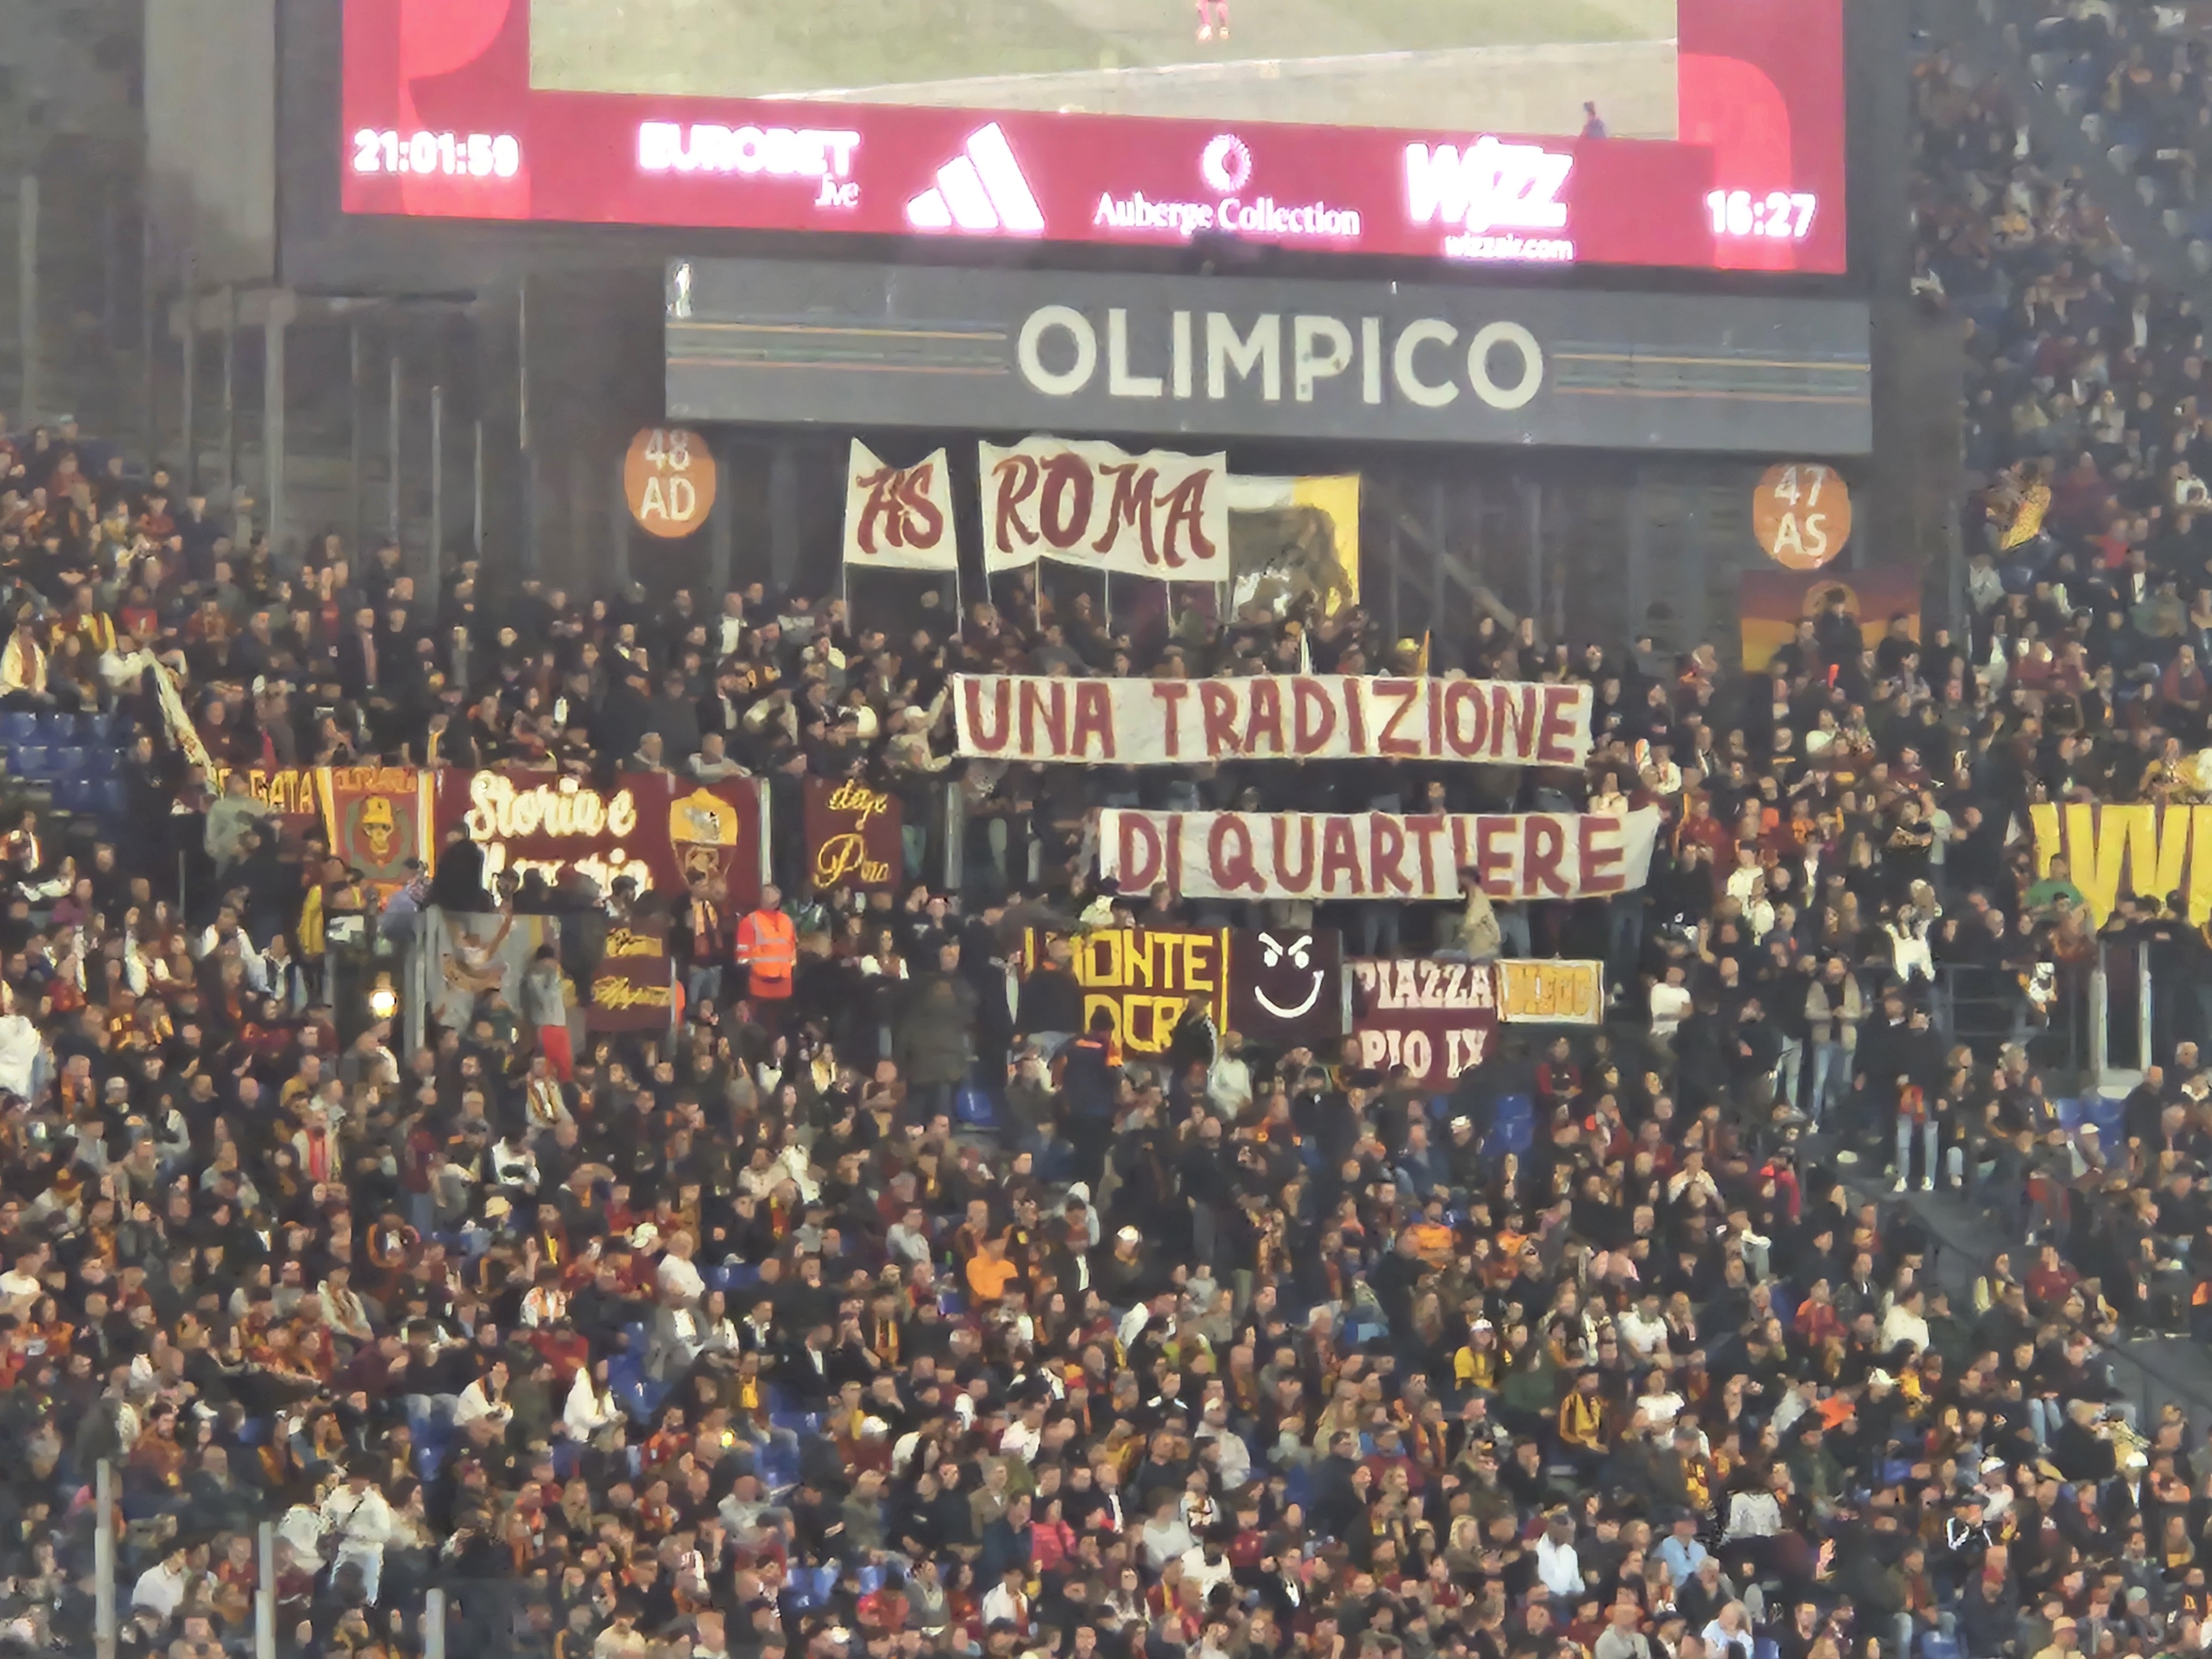 21:01:59
EUROBET
live
Auberge Collection
WIZZ
wizzair.com
16:27
OLIMPICO
48
AD
47
AS
AS ROMA
UNA TRADIZIONE
DI QUARTIERE
Storia e
MONTE
PIAZZA
PIO IX